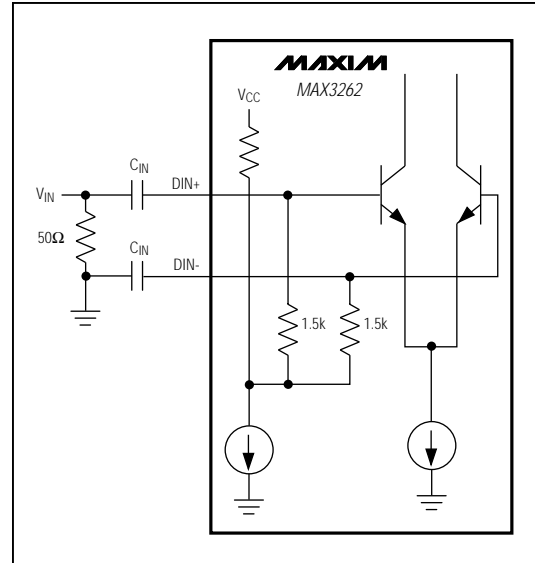 MAXIM
MAX3262
VCC
CIN
VIN
DIN+
50Ω
CIN
DIN-
1.5k
1.5k